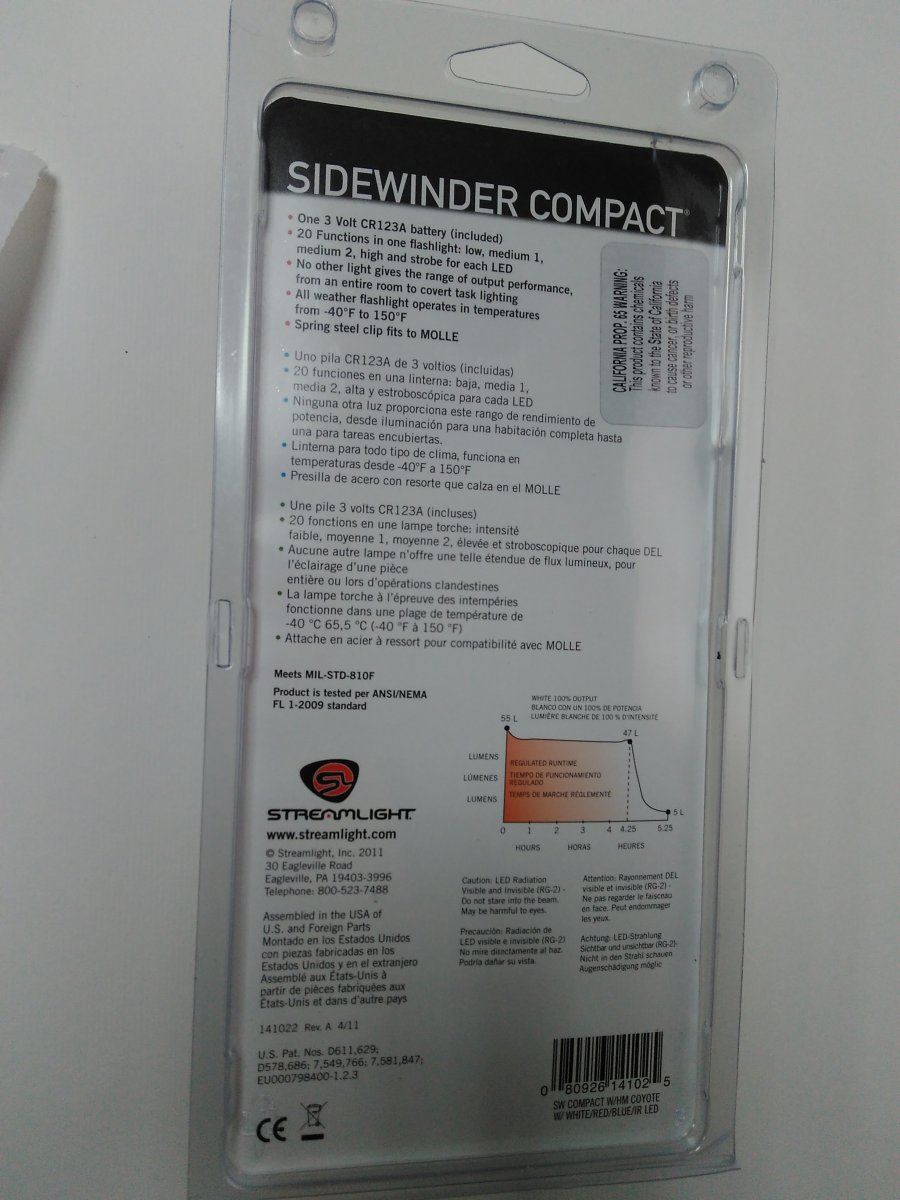 SIDEWINDER COMPACT®
• One 3 Volt CR123A battery (included)
• 20 Functions in one flashlight: low, medium 1,
medium 2, high and strobe for each LED
• No other light gives the range of output performance,
from an entire room to covert task lighting
• All weather flashlight operates in temperatures
from -40°F to 150°F
• Spring steel clip fits to MOLLE
CALIFORNIA PROP. 65 WARNING:
This product contains chemicals
known to the State of California
to cause cancer, or birth defects
or other reproductive harm
• Uno pila CR123A de 3 voltios (incluidas)
• 20 funciones en una linterna: baja, media 1,
media 2, alta y estroboscópica para cada LED
• Ninguna otra luz proporciona este rango de rendimiento de
potencia, desde iluminación para una habitación completa hasta
una para tareas encubiertas.
• Linterna para todo tipo de clima, funciona en
temperaturas desde -40°F a 150°F
• Presilla de acero con resorte que calza en el MOLLE
• Une pile 3 volts CR123A (incluses)
• 20 fonctions en une lampe torche: intensité
faible, moyenne 1, moyenne 2, élevée et stroboscopique pour chaque DEL
• Aucune autre lampe n'offre une telle étendue de flux lumineux, pour
l'éclairage d'une pièce
entière ou lors d'opérations clandestines
• La lampe torche à l'épreuve des intempéries
fonctionne dans une plage de température de
-40 °C 65,5 °C (-40 °F à 150 °F)
• Attache en acier à ressort pour compatibilité avec MOLLE
Meets MIL-STD-810F
Product is tested per ANSI/NEMA
FL 1-2009 standard
WHITE 100% OUTPUT
BLANCO CON UN 100% DE POTENCIA
LUMIÈRE BLANCHE DE 100 % D'INTENSITÉ
55 L
47 L
LUMENS
LÚMENES
LUMENS
REGULATED RUNTIME
TIEMPO DE FUNCIONAMIENTO
REGULADO
TEMPS DE MARCHE RÉGLEMENTÉ
5 L
0 1 2 3 4 4.25 5.25
HOURS HORAS HEURES
SL
STREAMLIGHT
www.streamlight.com
© Streamlight, Inc. 2011
30 Eagleville Road
Eagleville, PA 19403-3996
Telephone: 800-523-7488
Assembled in the USA of
U.S. and Foreign Parts
Montado en los Estados Unidos
con piezas fabricadas en los
Estados Unidos y en el extranjero
Assemblé aux États-Unis à
partir de pièces fabriquées aux
États-Unis et dans d'autre pays
141022 Rev. A 4/11
U.S. Pat. Nos. D611,629;
D578,686; 7,549,766; 7,581,847;
EU000798400-1.2.3
CE
Caution: LED Radiation
Visible and Invisible (RG-2) -
Do not stare into the beam.
May be harmful to eyes.
Precaución: Radiación de
LED visible e invisible (RG-2)
No mire directamente al haz.
Podría dañar su vista.
Attention: Rayonnement DEL
visible et invisible (RG-2) -
Ne pas regarder le faisceau
en face. Peut endommager
les yeux.
Achtung: LED-Strahlung
Sichtbar und unsichtbar (RG-2)-
Nicht in den Strahl schauen
Augenschädigung möglic
0 80926 14102 5
SW COMPACT W/HM COYOTE
W/ WHITE/RED/BLUE/IR LED